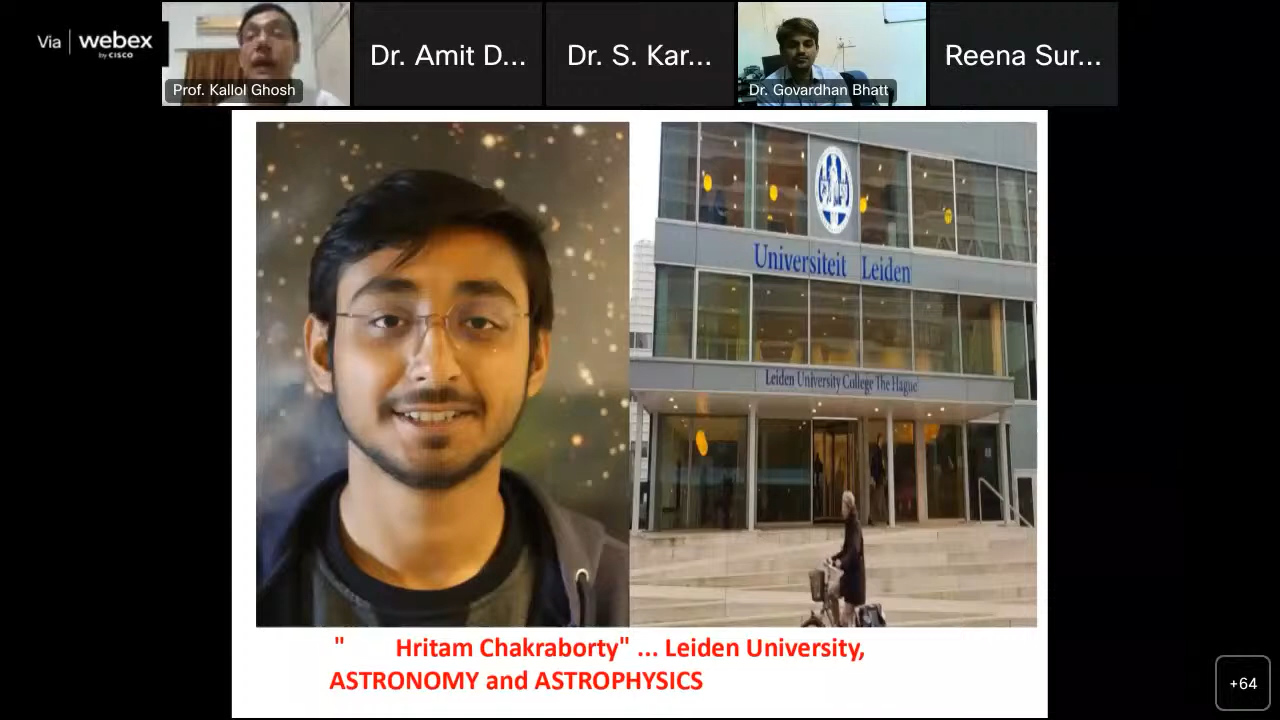 Via | webex
by CISCO
Prof. Kallol Ghosh
Dr. Amit D...
Dr. S. Kar...
Dr. Govardhan Bhatt
Reena Sur...
Universiteit Leiden
Leiden University College The Hague
" Hritam Chakraborty" ... Leiden University,
ASTRONOMY and ASTROPHYSICS
+64